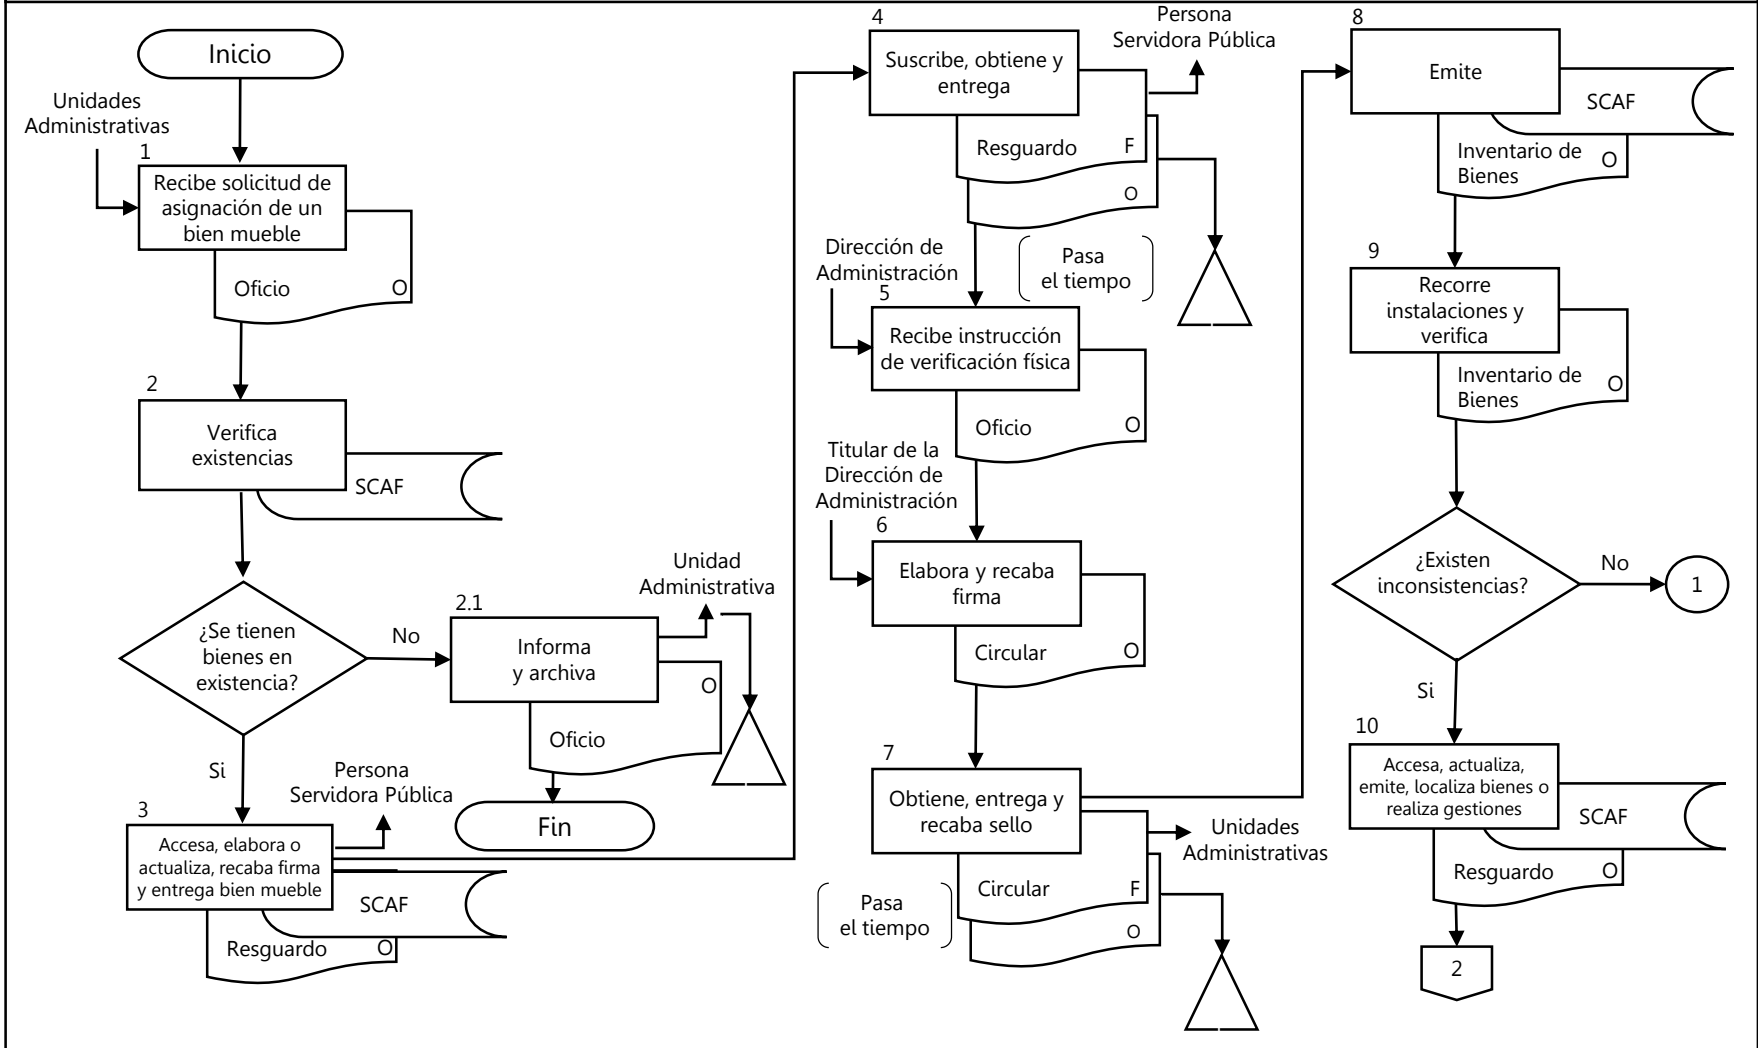 Inicio
Unidades
Administrativas
1
Recibe solicitud de
asignación de un
bien mueble
Oficio
O
2
Verifica
existencias
SCAF
¿Se tienen
bienes en
existencia?
No
Si
2.1
Informa
y archiva
Unidad
Administrativa
O
Oficio
Fin
Persona
Servidora Pública
3
Accesa, elabora o
actualiza, recaba firma
y entrega bien mueble
SCAF
Resguardo
O
4
Suscribe, obtiene y
entrega
Persona
Servidora Pública
Resguardo
F
O
Pasa
el tiempo
Dirección de
Administración
5
Recibe instrucción
de verificación física
Oficio
O
Titular de la
Dirección de
Administración
6
Elabora y recaba
firma
Circular
O
7
Obtiene, entrega y
recaba sello
Unidades
Administrativas
Circular
F
O
Pasa
el tiempo
8
Emite
SCAF
Inventario de
Bienes
O
9
Recorre
instalaciones y
verifica
Inventario de
Bienes
O
¿Existen
inconsistencias?
No
1
Si
10
Accesa, actualiza,
emite, localiza bienes o
realiza gestiones
SCAF
Resguardo
O
2